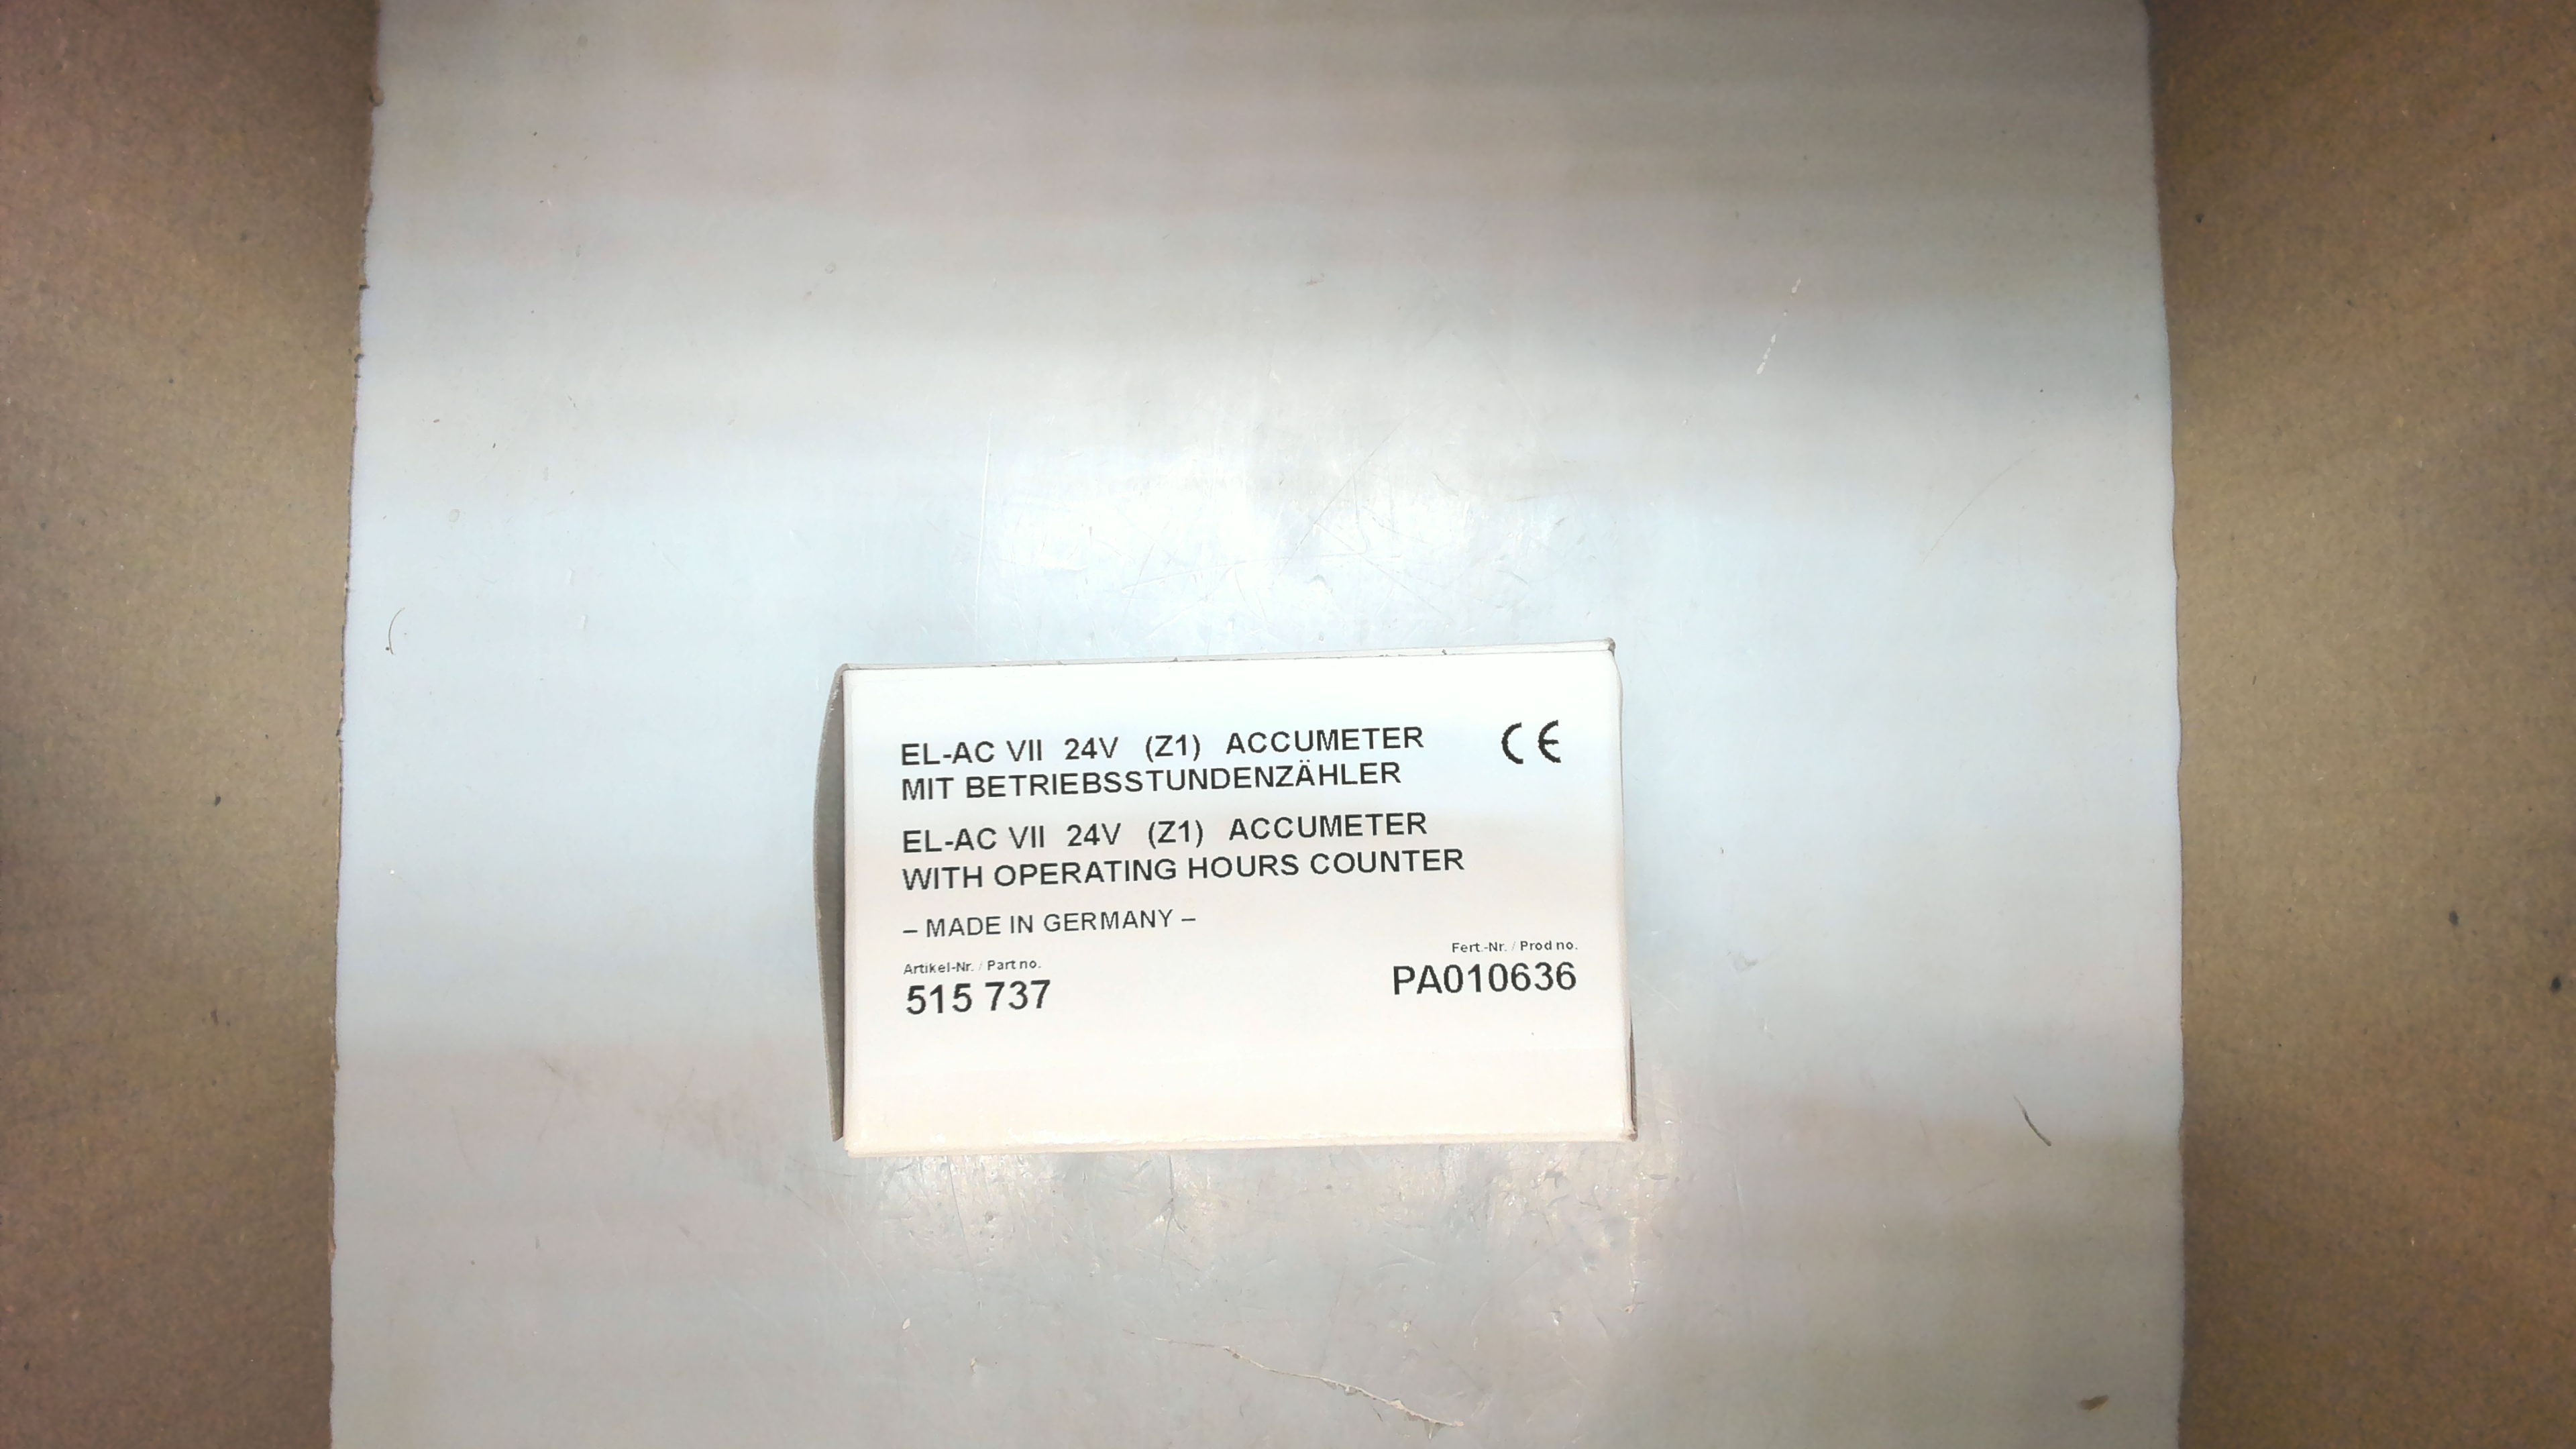 EL-AC VII 24V (Z1) ACCUMETER
MIT BETRIEBSSTUNDENZÄHLER
CE
EL-AC VII 24V (Z1) ACCUMETER
WITH OPERATING HOURS COUNTER
– MADE IN GERMANY –
Artikel-Nr. / Part no.
515 737
Fert.-Nr. / Prod no.
PA010636